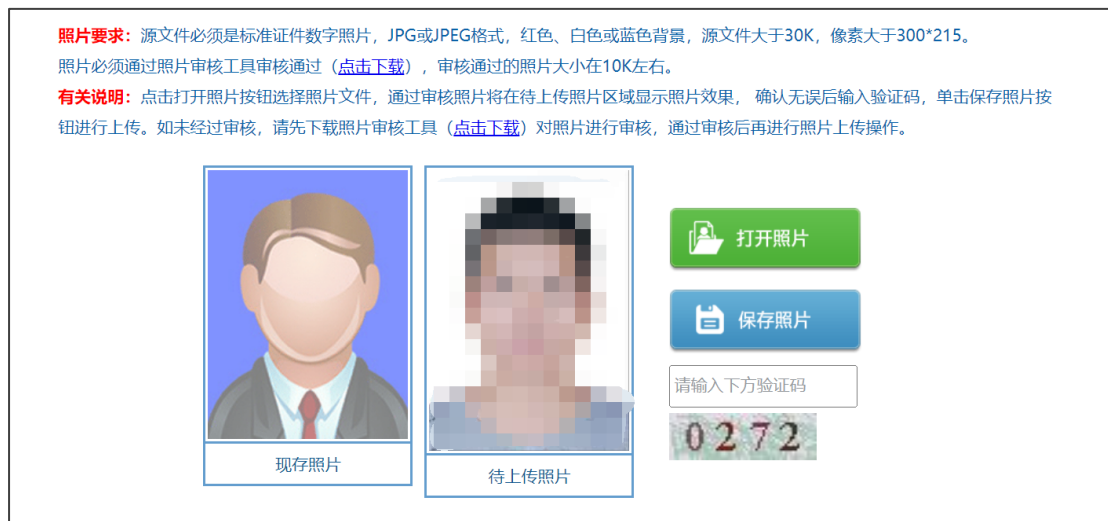 照片要求：源文件必须是标准证件数字照片，JPG或JPEG格式，红色、白色或蓝色背景，源文件大于30K，像素大于300*215。
照片必须通过照片审核工具审核通过（点击下载），审核通过的照片大小在10K左右。
有关说明：点击打开照片按钮选择照片文件，通过审核照片将在待上传照片区域显示照片效果， 确认无误后输入验证码，单击保存照片按
钮进行上传。如未经过审核，请先下载照片审核工具（点击下载）对照片进行审核，通过审核后再进行照片上传操作。
打开照片
保存照片
请输入下方验证码
0272
现存照片
待上传照片